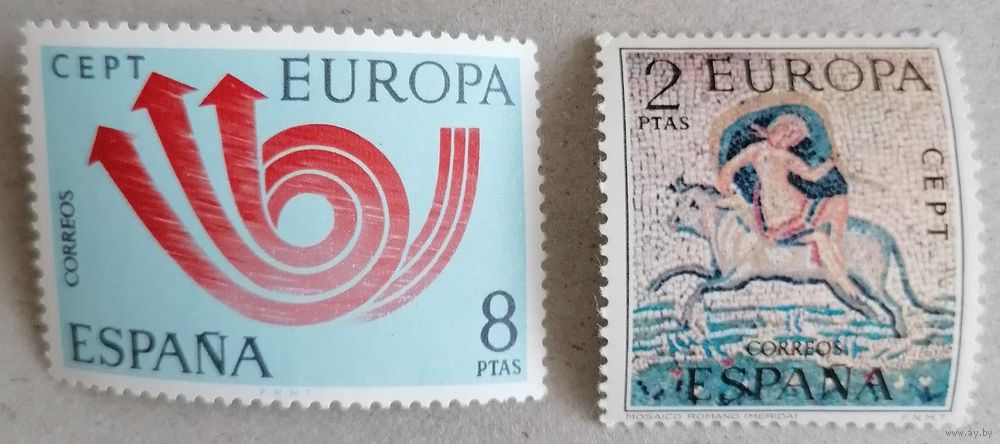 CEPT
EUROPA
CORREOS
ESPAÑA
8
PTAS
F.N.M.T.
2 EUROPA
PTAS
CEPT
CORREOS
ESPAÑA
MOSAICO ROMANO (MERIDA)
F.N.M.T.
www.ay.by